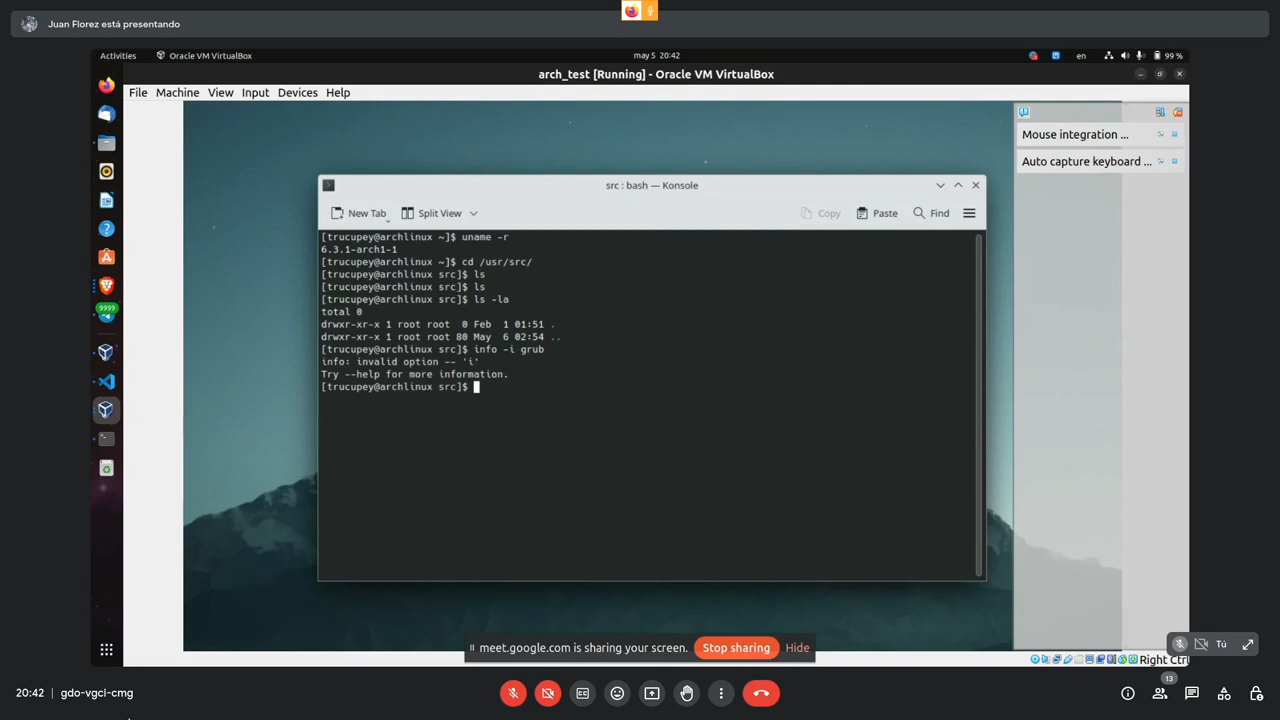 Juan Florez está presentando
Activities
Oracle VM VirtualBox
may 5 20:42
en
99 %
arch_test [Running] - Oracle VM VirtualBox
File Machine View Input Devices Help
Mouse integration ...
Auto capture keyboard ...
src : bash — Konsole
New Tab
Split View
Copy
Paste
Find
[trucupey@archlinux ~]$ uname -r
6.3.1-arch1-1
[trucupey@archlinux ~]$ cd /usr/src/
[trucupey@archlinux src]$ ls
[trucupey@archlinux src]$ ls
[trucupey@archlinux src]$ ls -la
total 0
drwxr-xr-x 1 root root  0 Feb  1 01:51 .
drwxr-xr-x 1 root root 80 May  6 02:54 ..
[trucupey@archlinux src]$ info -i grub
info: invalid option -- 'i'
Try --help for more information.
[trucupey@archlinux src]$
9999
meet.google.com is sharing your screen.
Stop sharing
Hide
Tú
Right Ctrl
20:42
gdo-vgci-cmg
13